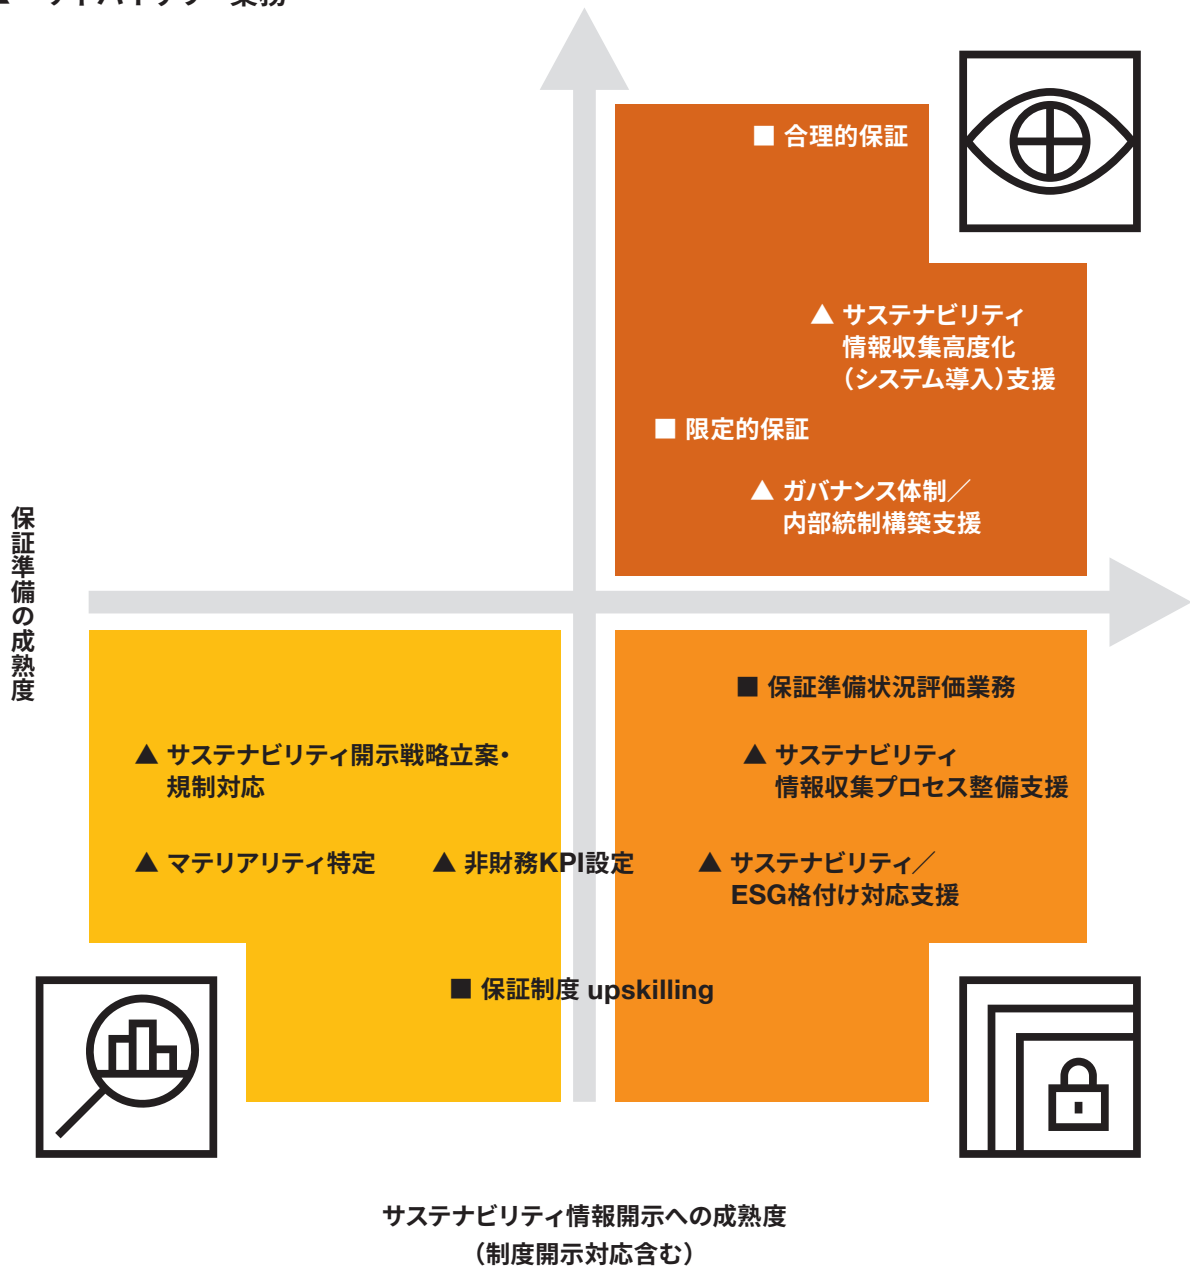 ■ 合理的保証
▲ サステナビリティ
情報収集高度化
（システム導入）支援
■ 限定的保証
▲ ガバナンス体制／
内部統制構築支援
保証準備の成熟度
■ 保証準備状況評価業務
▲ サステナビリティ開示戦略立案・
規制対応
▲ サステナビリティ
情報収集プロセス整備支援
▲ マテリアリティ特定
▲ 非財務KPI設定
▲ サステナビリティ／
ESG格付け対応支援
■ 保証制度 upskilling
サステナビリティ情報開示への成熟度
（制度開示対応含む）